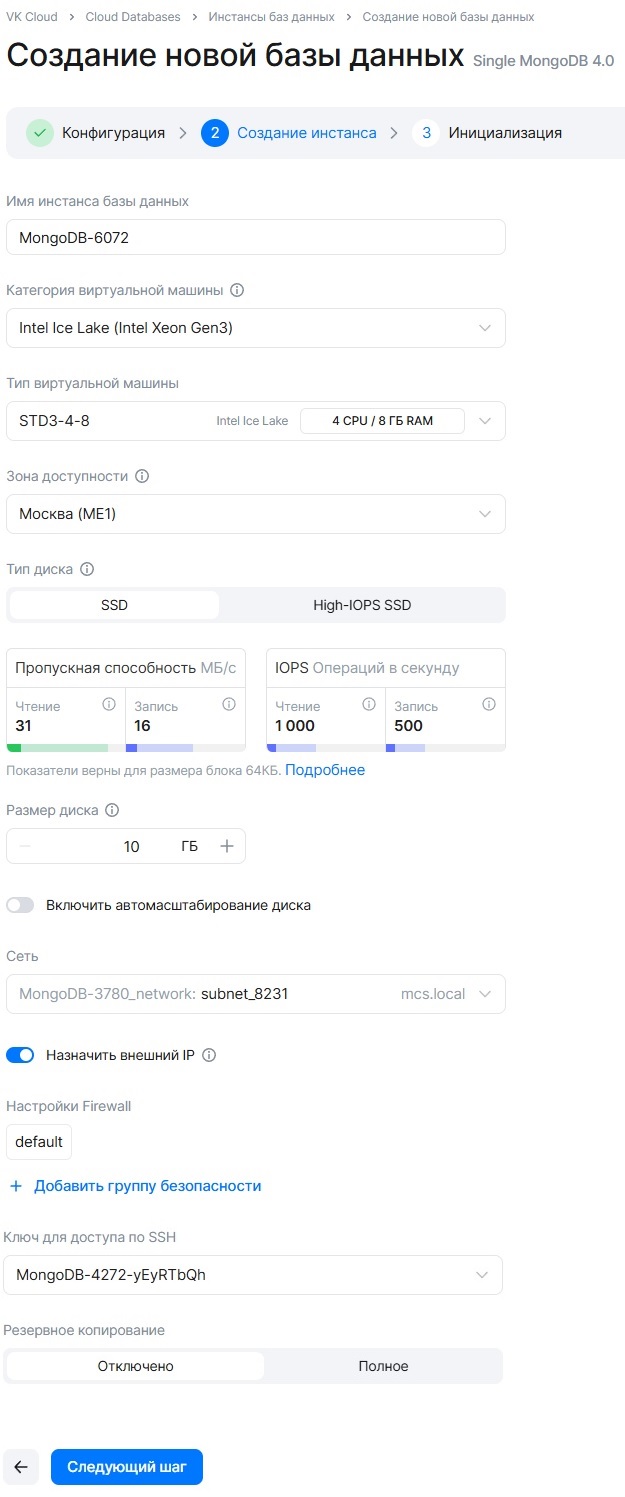 VK Cloud > Cloud Databases > Инстансы баз данных > Создание новой базы данных
Создание новой базы данных Single MongoDB 4.0
Конфигурация > 2 Создание инстанса > 3 Инициализация
Имя инстанса базы данных
MongoDB-6072
Категория виртуальной машины
Intel Ice Lake (Intel Xeon Gen3)
Тип виртуальной машины
STD3-4-8 Intel Ice Lake 4 CPU / 8 ГБ RAM
Зона доступности
Москва (ME1)
Тип диска
SSD High-IOPS SSD
Пропускная способность МБ/с IOPS Операций в секунду
Чтение Запись Чтение Запись
31 16 1 000 500
Показатели верны для размера блока 64КБ. Подробнее
Размер диска
− 10 ГБ +
Включить автомасштабирование диска
Сеть
MongoDB-3780_network: subnet_8231 mcs.local
Назначить внешний IP
Настройки Firewall
default
+ Добавить группу безопасности
Ключ для доступа по SSH
MongoDB-4272-yEyRTbQh
Резервное копирование
Отключено Полное
← Следующий шаг